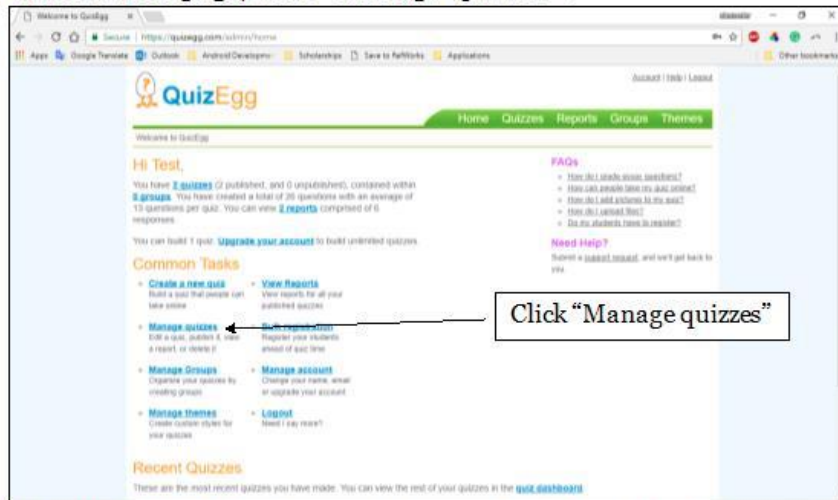 Welcome to QuizEgg
Secure | https://quizegg.com/admin/home
Apps Google Translate Outlook Android Developme Scholarships Save to RefWorks Applications Other bookmarks
QuizEgg
Account | Help | Logout
Home Quizzes Reports Groups Themes
Welcome to QuizEgg
Hi Test,
You have 2 quizzes (2 published, and 0 unpublished), contained within
groups. You have created a total of 26 questions with an average of
13 questions per quiz. You can view 2 reports comprised of 6
responses.
You can build 1 quiz. Upgrade your account to build unlimited quizzes.
FAQs
How do I grade essay questions?
How can people take my quiz online?
How do I add pictures to my quiz?
How do I upload files?
Do my students have to register?
Need Help?
Submit a support request, and we'll get back to
you.
Common Tasks
Create a new quiz
Build a quiz that people can
take online
View Reports
View reports for all your
published quizzes
Manage quizzes
Edit a quiz, publish it, view
a report, or delete it
Bulk registration
Register your students
ahead of quiz time
Manage Groups
Organize your quizzes by
creating groups
Manage account
Change your name, email
or upgrade your account
Manage themes
Create custom styles for
your quizzes
Logout
Need I say more?
Click "Manage quizzes"
Recent Quizzes
These are the most recent quizzes you have made. You can view the rest of your quizzes in the quiz dashboard.